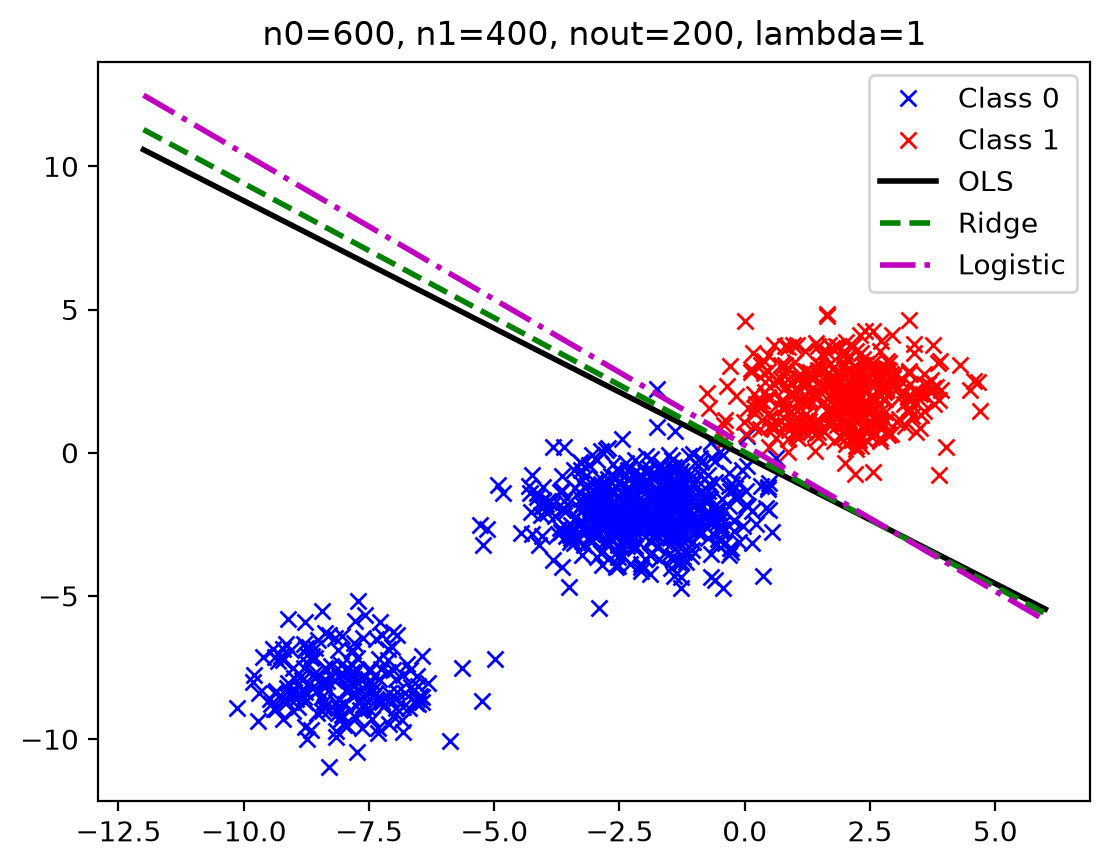 n0=600, n1=400, nout=200, lambda=1
Class 0
Class 1
OLS
Ridge
Logistic
10
5
0
−5
−10
−12.5 −10.0 −7.5 −5.0 −2.5 0.0 2.5 5.0